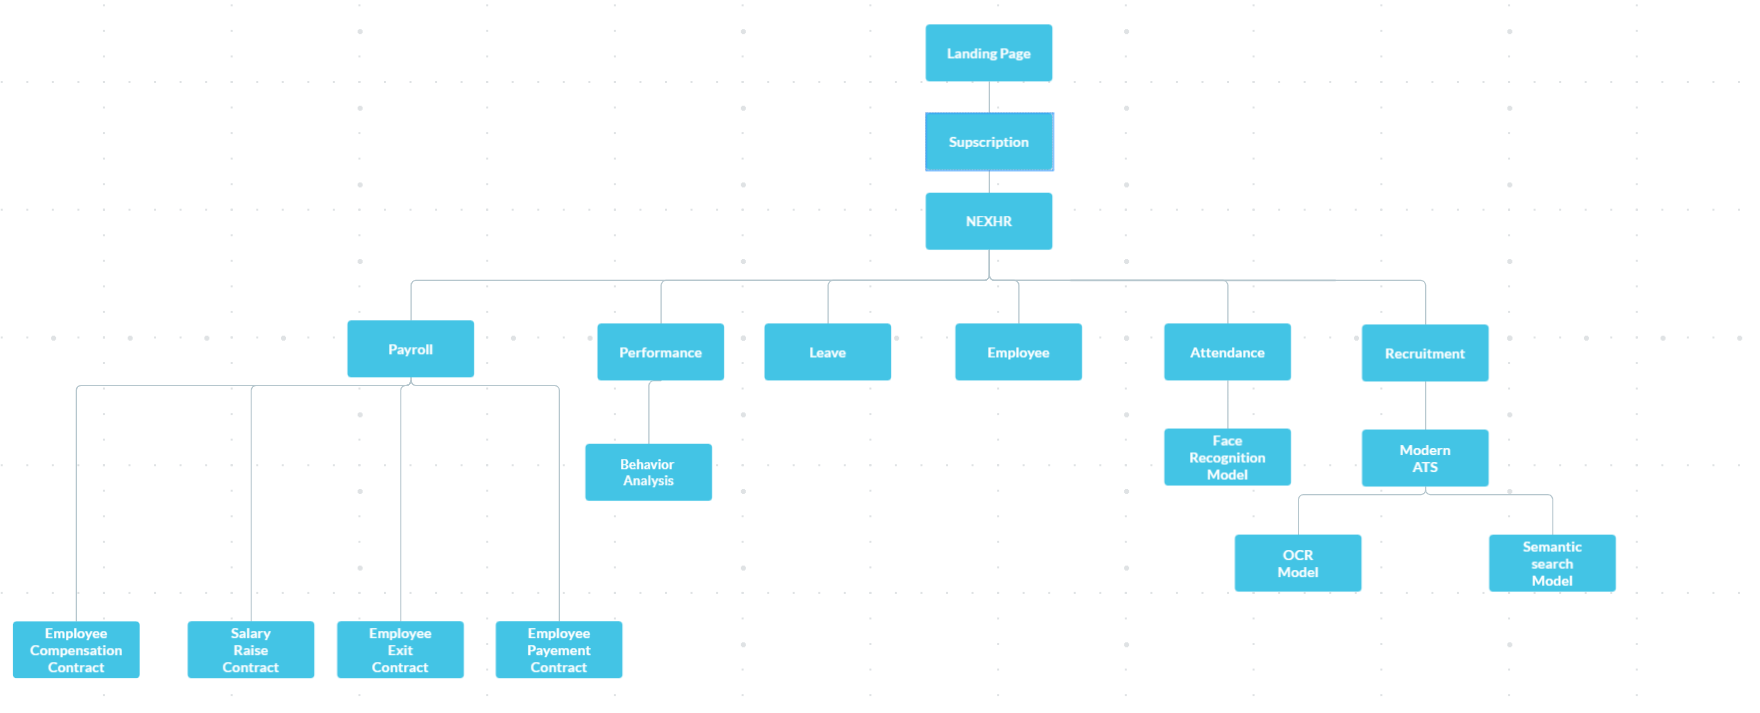 Landing Page
Supscription
NEXHR
Payroll
Performance
Leave
Employee
Attendance
Recruitment
Behavior
Analysis
Face
Recognition
Model
Modern
ATS
OCR
Model
Semantic
search
Model
Employee
Compensation
Contract
Salary
Raise
Contract
Employee
Exit
Contract
Employee
Payement
Contract